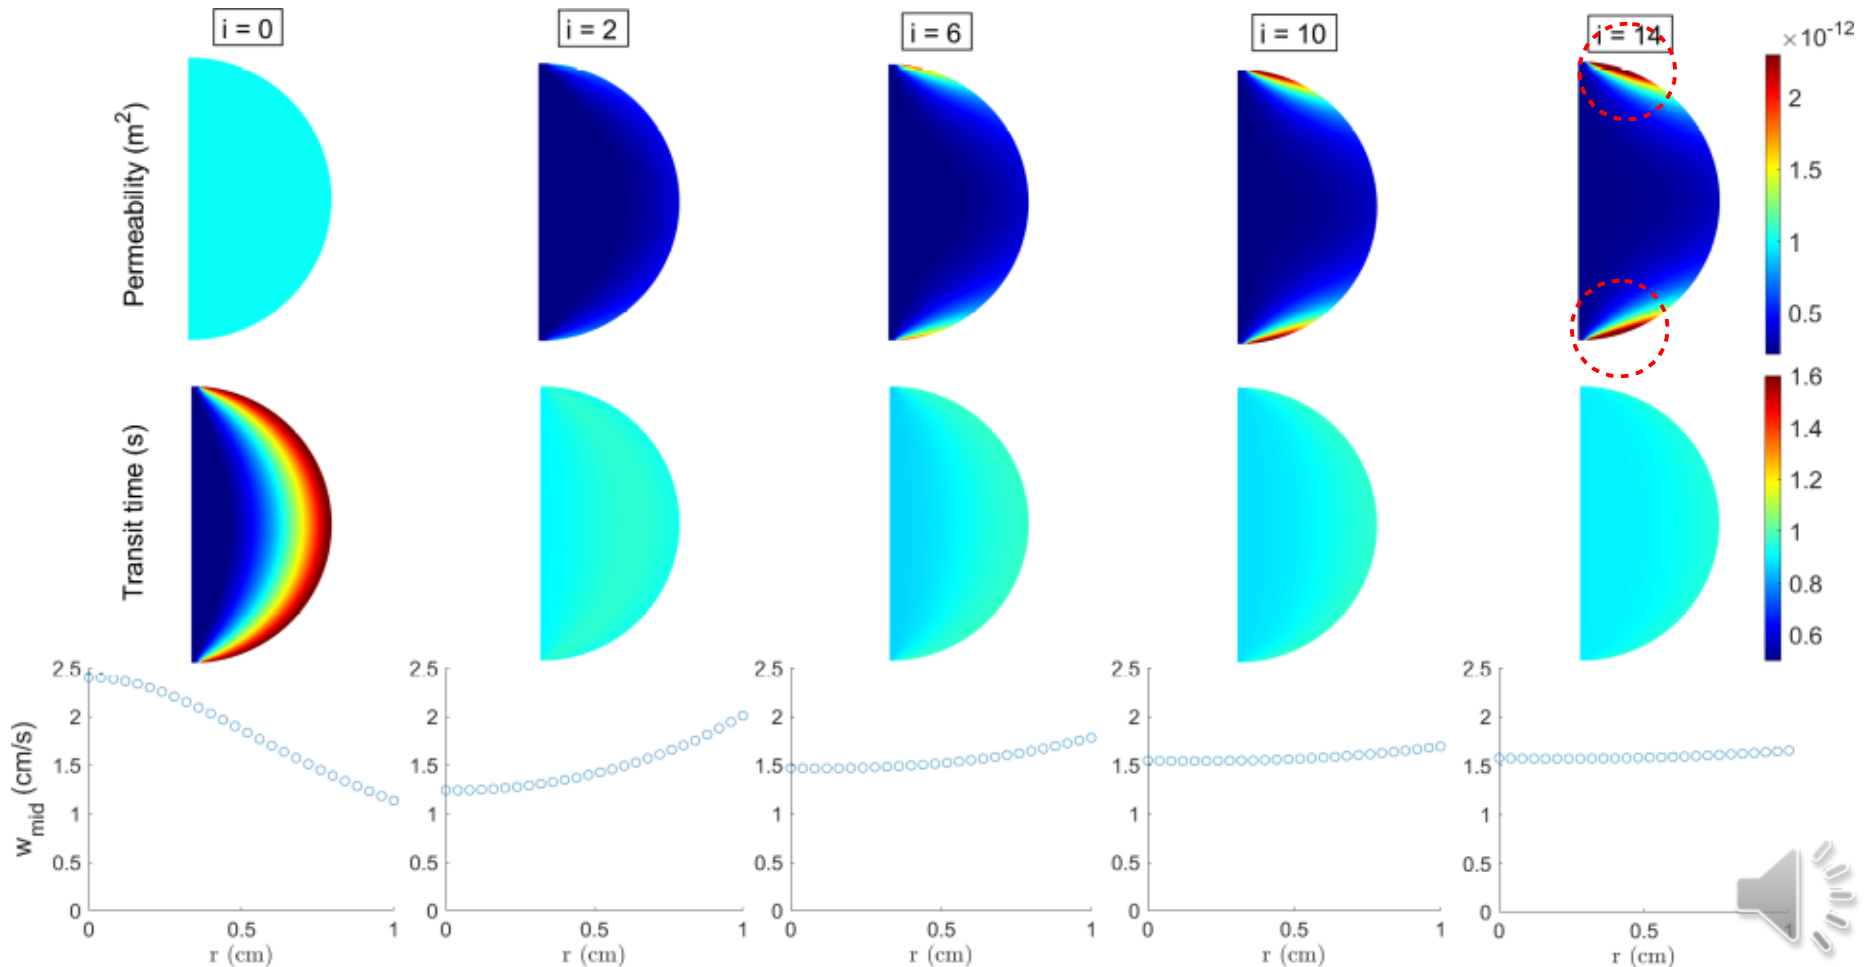 i = 0
i = 2
i = 6
i = 10
i = 14
×10⁻¹²
Permeability (m²)
2
1.5
1
0.5
Transit time (s)
1.6
1.4
1.2
1
0.8
0.6
w_mid (cm/s)
2.5
2
1.5
1
0.5
0
0 0.5 1
r (cm)
2.5
2
1.5
1
0.5
0
0 0.5 1
r (cm)
2.5
2
1.5
1
0.5
0
0 0.5 1
r (cm)
2.5
2
1.5
1
0.5
0
0 0.5 1
r (cm)
2.5
2
1.5
1
0.5
0
0 0.5 1
r (cm)